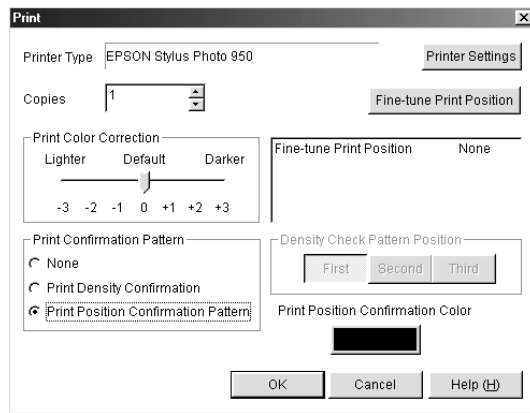 Print
Printer Type EPSON Stylus Photo 950 Printer Settings
Copies 1 Fine-tune Print Position
Print Color Correction
Lighter Default Darker
-3 -2 -1 0 +1 +2 +3
Fine-tune Print Position None
Print Confirmation Pattern
None
Print Density Confirmation
Print Position Confirmation Pattern
Density Check Pattern Position
First Second Third
Print Position Confirmation Color
OK Cancel Help (H)